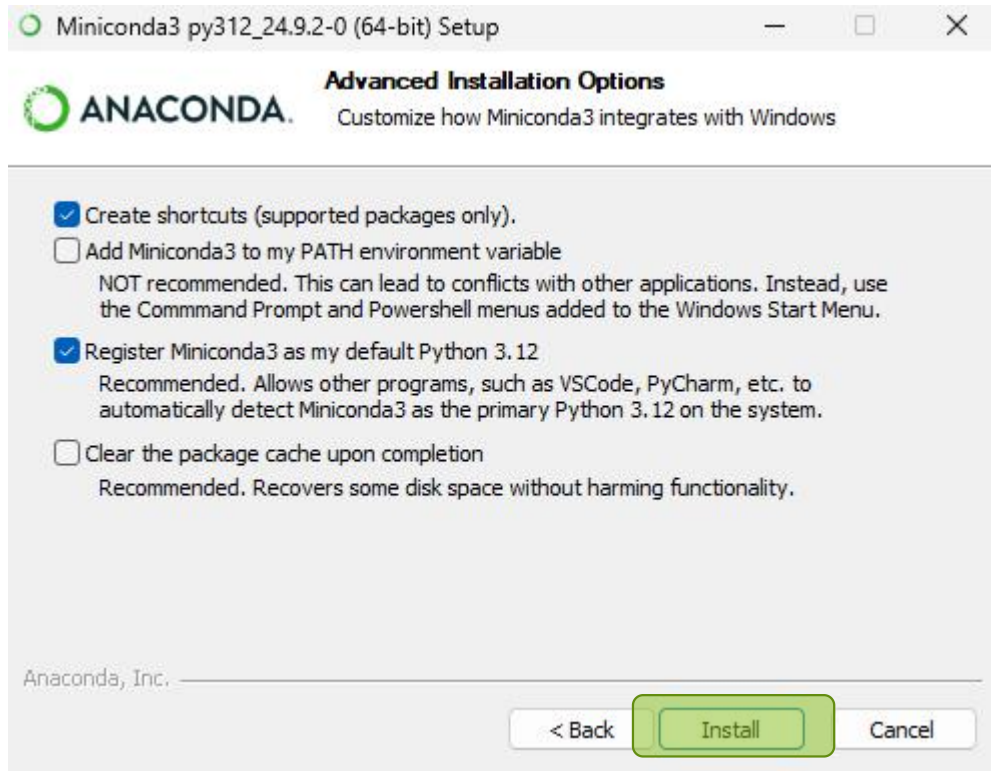 Miniconda3 py312_24.9.2-0 (64-bit) Setup
ANACONDA.
Advanced Installation Options
Customize how Miniconda3 integrates with Windows
Create shortcuts (supported packages only).
Add Miniconda3 to my PATH environment variable
NOT recommended. This can lead to conflicts with other applications. Instead, use
the Commmand Prompt and Powershell menus added to the Windows Start Menu.
Register Miniconda3 as my default Python 3.12
Recommended. Allows other programs, such as VSCode, PyCharm, etc. to
automatically detect Miniconda3 as the primary Python 3.12 on the system.
Clear the package cache upon completion
Recommended. Recovers some disk space without harming functionality.
Anaconda, Inc.
< Back Install Cancel